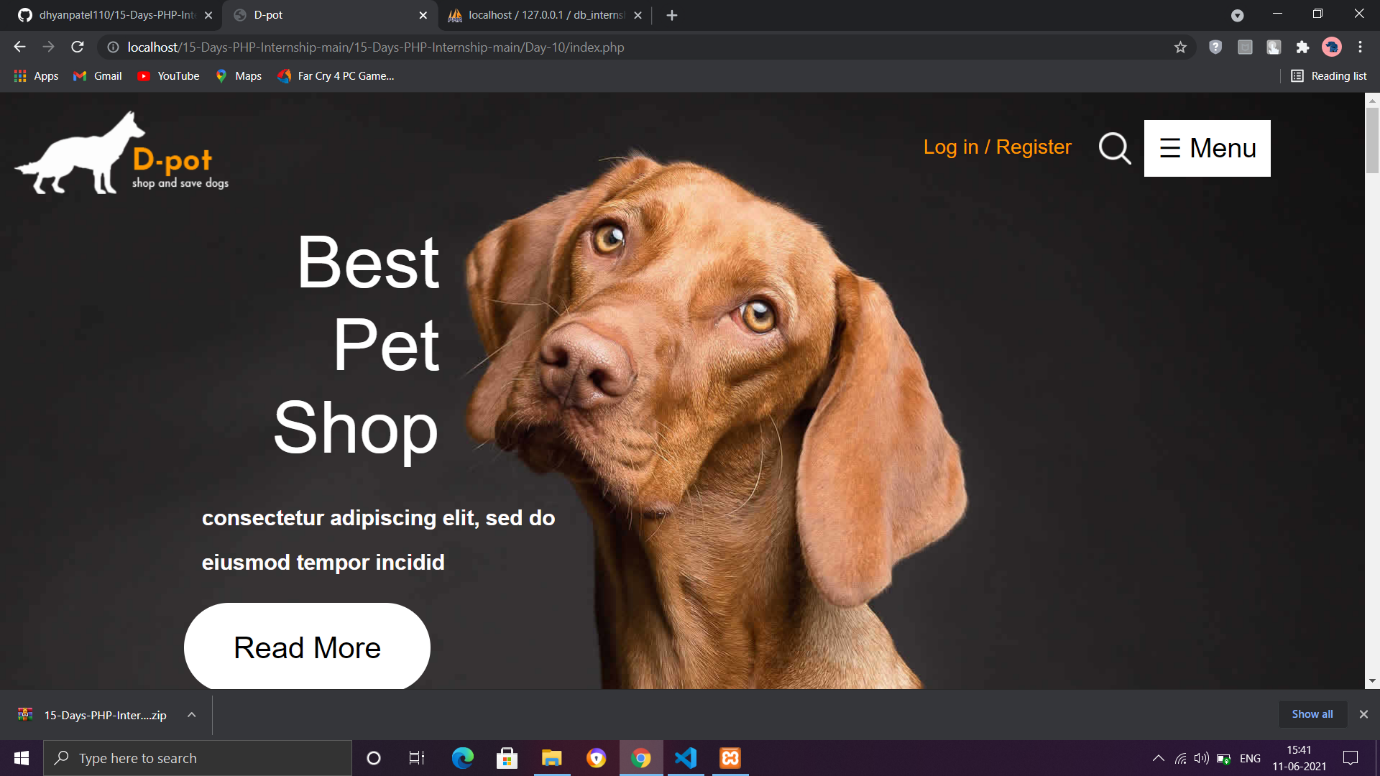 dhyanpatel110/15-Days-PHP-Int
D-pot
localhost / 127.0.0.1 / db_interns
localhost/15-Days-PHP-Internship-main/15-Days-PHP-Internship-main/Day-10/index.php
Apps
Gmail
YouTube
Maps
Far Cry 4 PC Game...
Reading list
D-pot
shop and save dogs
Log in / Register
☰ Menu
Best
Pet
Shop
consectetur adipiscing elit, sed do
eiusmod tempor incidid
Read More
15-Days-PHP-Inter....zip
Show all
Type here to search
ENG
15:41
11-06-2021